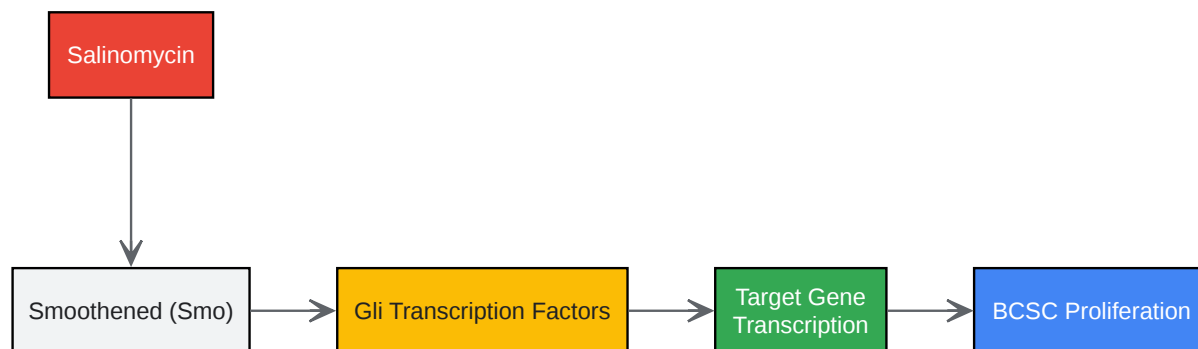 Salinomycin
Smoothened (Smo)
Gli Transcription Factors
Target Gene
Transcription
BCSC Proliferation